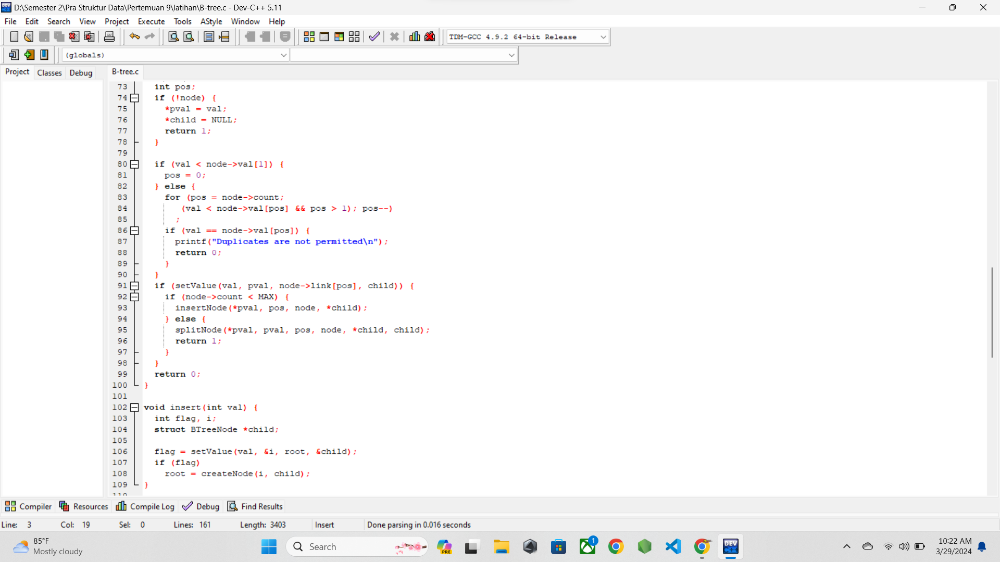 D:\Semester 2\Pra Struktur Data\Pertemuan 9\latihan\B-tree.c - Dev-C++ 5.11
File Edit Search View Project Execute Tools AStyle Window Help
TDM-GCC 4.9.2 64-bit Release
(globals)
Project Classes Debug B-tree.c
73 int pos;
74 if (!node) {
75 *pval = val;
76 *child = NULL;
77 return 1;
78 }
79
80 if (val < node->val[1]) {
81 pos = 0;
82 } else {
83 for (pos = node->count;
84 (val < node->val[pos] && pos > 1); pos--)
85 ;
86 if (val == node->val[pos]) {
87 printf("Duplicates are not permitted\n");
88 return 0;
89 }
90 }
91 if (setValue(val, pval, node->link[pos], child)) {
92 if (node->count < MAX) {
93 insertNode(*pval, pos, node, *child);
94 } else {
95 splitNode(*pval, pval, pos, node, *child, child);
96 return 1;
97 }
98 }
99 return 0;
100 }
101
102 void insert(int val) {
103 int flag, i;
104 struct BTreeNode *child;
105
106 flag = setValue(val, &i, root, &child);
107 if (flag)
108 root = createNode(i, child);
109 }
110
Compiler Resources Compile Log Debug Find Results
Line: 3 Col: 19 Sel: 0 Lines: 161 Length: 3403 Insert Done parsing in 0.016 seconds
85°F
Mostly cloudy
Search
PRE
1
DEV
C++
10:22 AM
3/29/2024